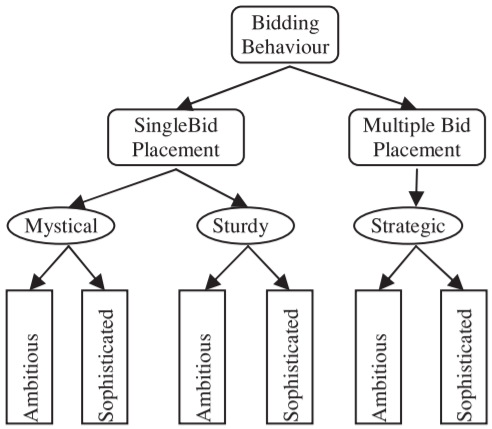 Bidding
Behaviour
SingleBid
Placement
Multiple Bid
Placement
Mystical
Sturdy
Strategic
Ambitious
Sophisticated
Ambitious
Sophisticated
Ambitious
Sophisticated